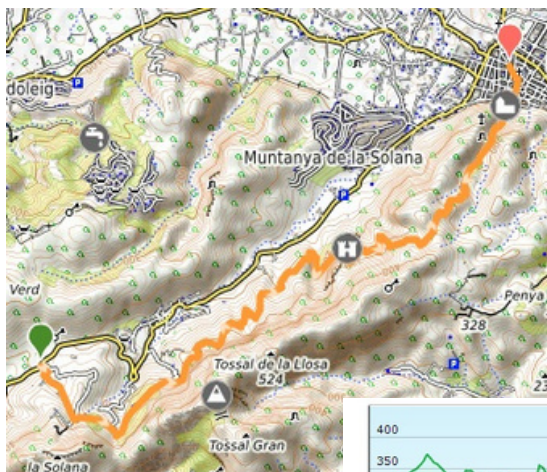 doleig
Muntanya de la Solana
Verd
Penya
328
Tossal de la Llosa
524
Tossal Gran
la Solana
23
400
350